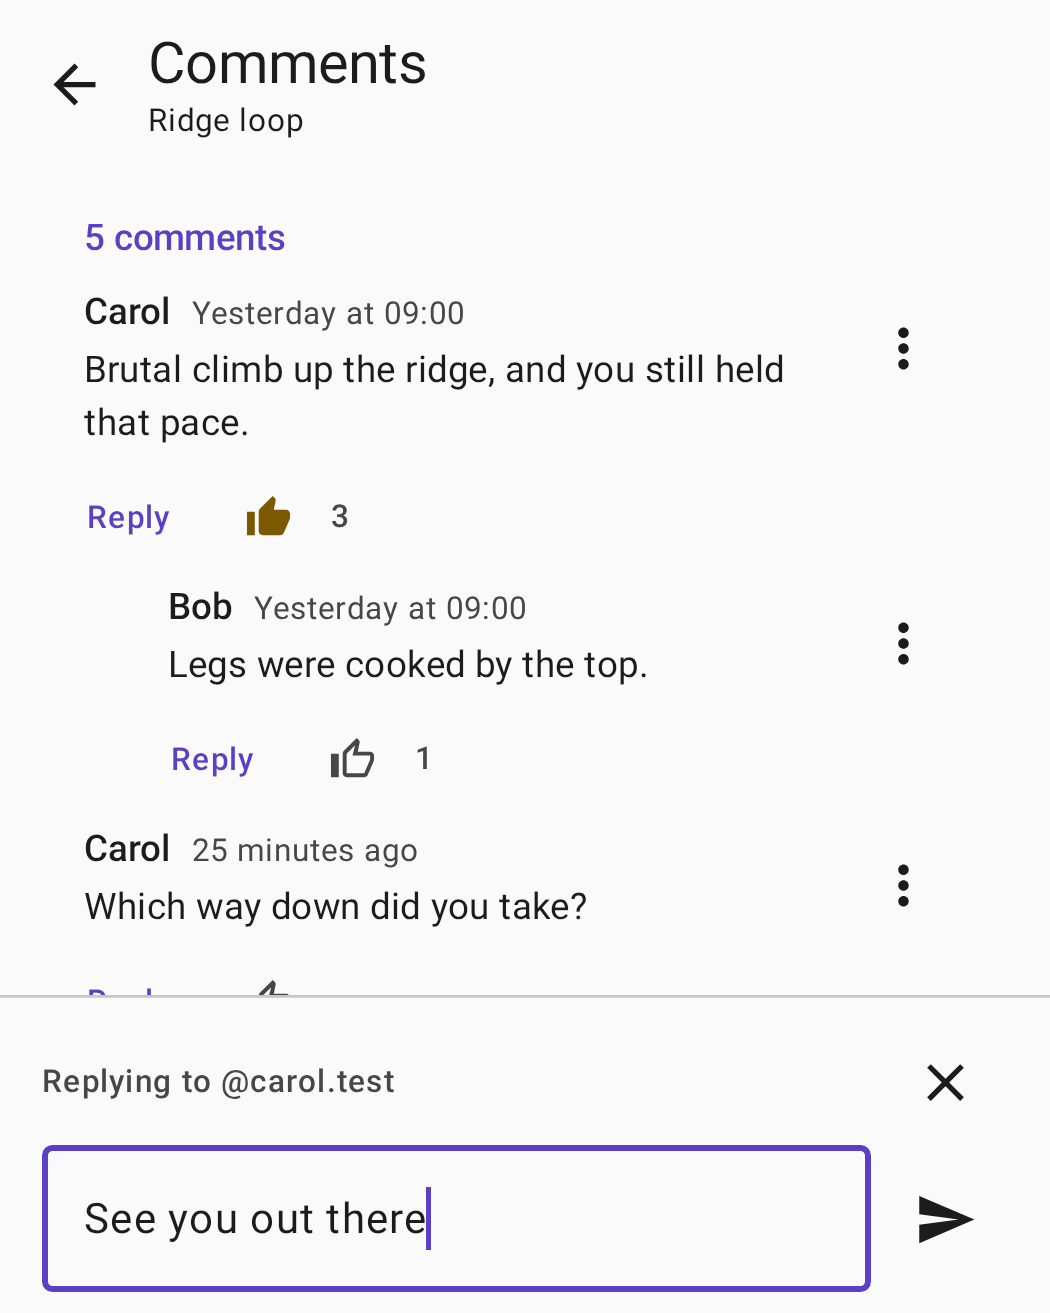 Comments
Ridge loop
5 comments
Carol Yesterday at 09:00
Brutal climb up the ridge, and you still held
that pace.
Reply 3
Bob Yesterday at 09:00
Legs were cooked by the top.
Reply 1
Carol 25 minutes ago
Which way down did you take?
Replying to @carol.test
See you out there